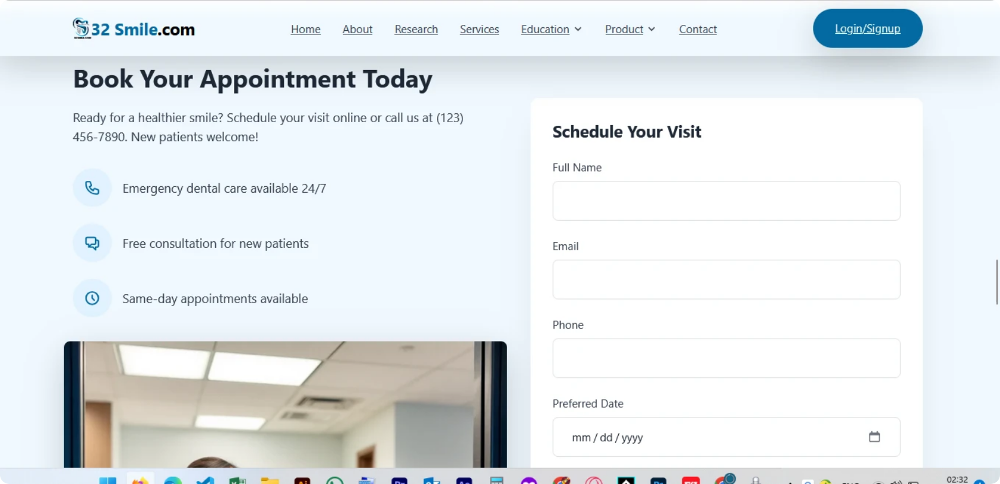 32 Smile.com
Home
About
Research
Services
Education
Product
Contact
Login/Signup
Book Your Appointment Today
Ready for a healthier smile? Schedule your visit online or call us at (123)
456-7890. New patients welcome!
Emergency dental care available 24/7
Free consultation for new patients
Same-day appointments available
Schedule Your Visit
Full Name
Email
Phone
Preferred Date
mm / dd / yyyy
02:32